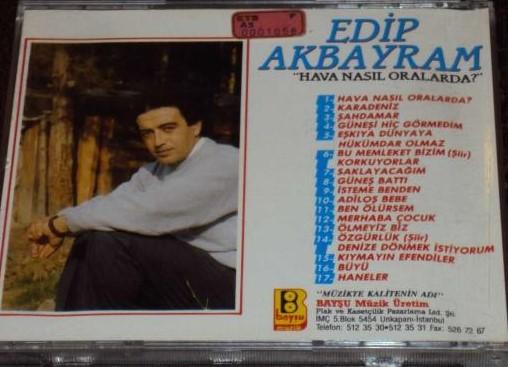 KTB
AS
0001058
EDİP
AKBAYRAM
"HAVA NASIL ORALARDA?"
1- HAVA NASIL ORALARDA?
2- KARADENİZ
3- ŞAHDAMAR
4- GÜNEŞİ HİÇ GÖRMEDİM
5- EŞKIYA DÜNYAYA
HÜKÜMDAR OLMAZ
6- BU MEMLEKET BİZİM (Şiir)
KORKUYORLAR
7- SAKLAYACAĞIM
8- GÜNEŞ BATTI
9- İSTEME BENDEN
10- ADİLOŞ BEBE
11- BEN ÖLÜRSEM
12- MERHABA ÇOCUK
13- ÖLMEYİZ BİZ
14- ÖZGÜRLÜK (Şiir)
DENİZE DÖNMEK İSTİYORUM
15- KIYMAYIN EFENDİLER
16- BÜYÜ
17- HANELER
"MÜZİKTE KALİTENİN ADI"
BAYŞU Müzik Üretim
Plak ve Kasetçilik Pazarlama Ltd. Şti.
İMÇ 5.Blok 5454 Unkapanı-İstanbul
Telefon: 512 35 30•512 35 31 Fax: 526 72 67
bayşu
müzik